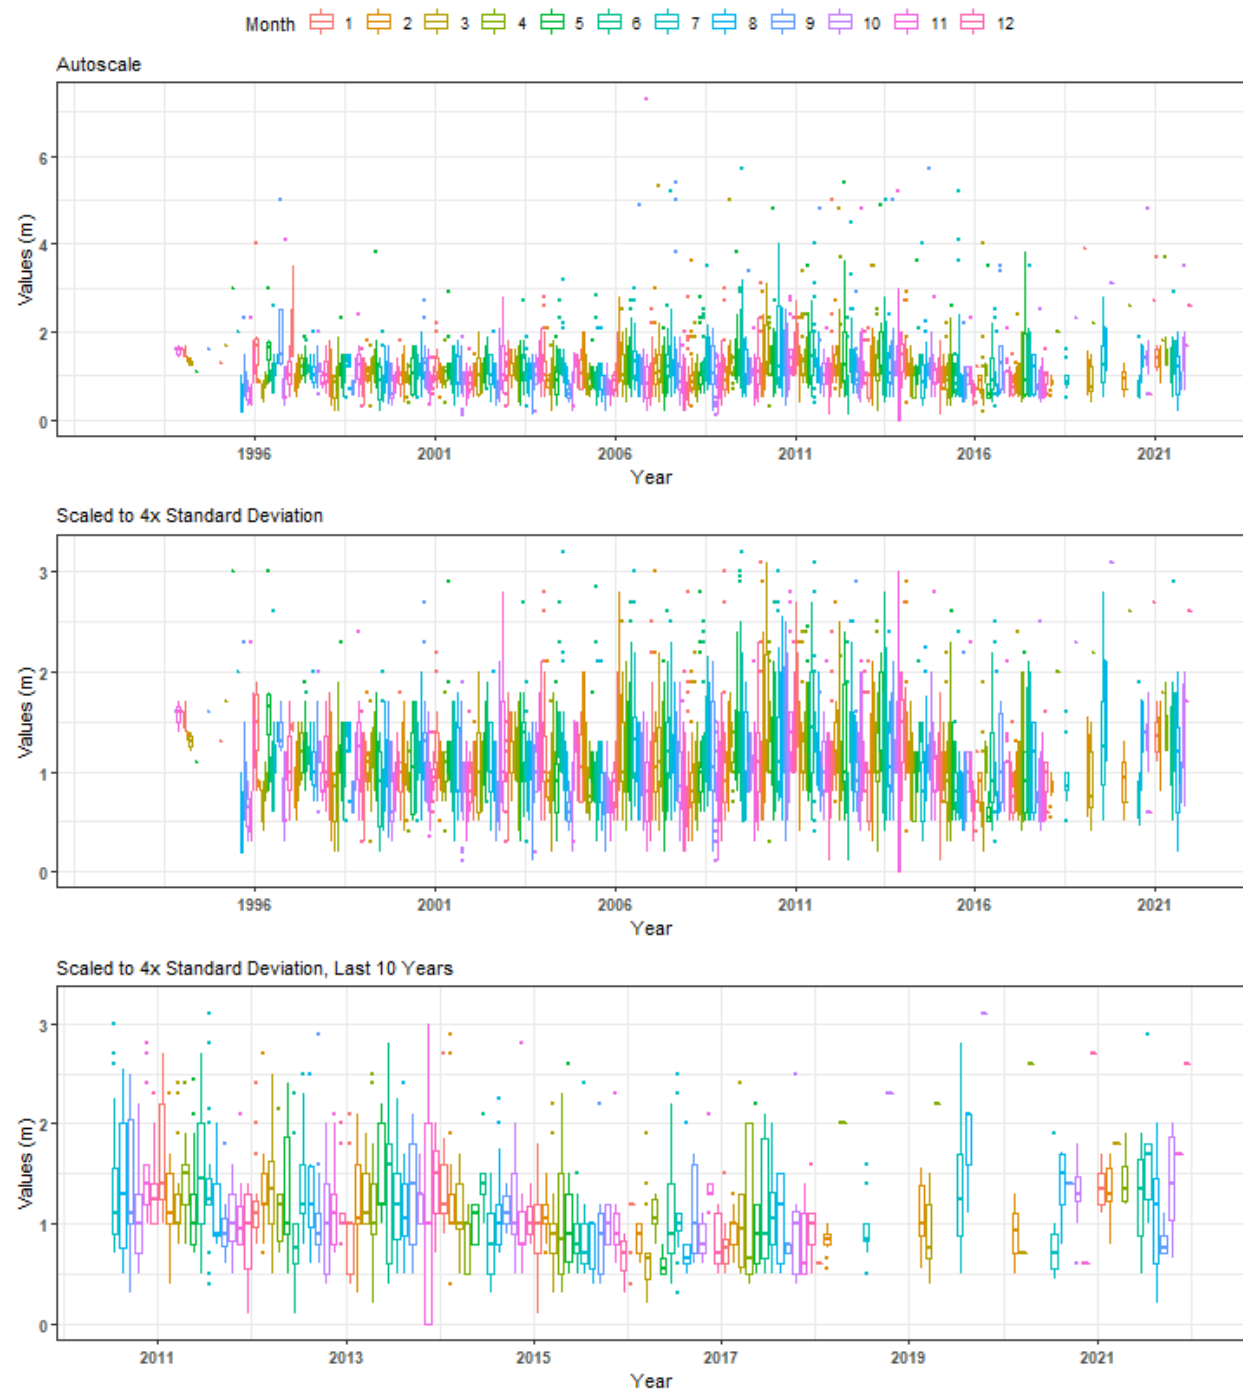 Month 1 2 3 4 5 6 7 8 9 10 11 12
Autoscale
Values (m)
6
4
2
0
1996 2001 2006 2011 2016 2021
Year
Scaled to 4x Standard Deviation
Values (m)
3
2
1
0
1996 2001 2006 2011 2016 2021
Year
Scaled to 4x Standard Deviation, Last 10 Years
Values (m)
3
2
1
0
2011 2013 2015 2017 2019 2021
Year